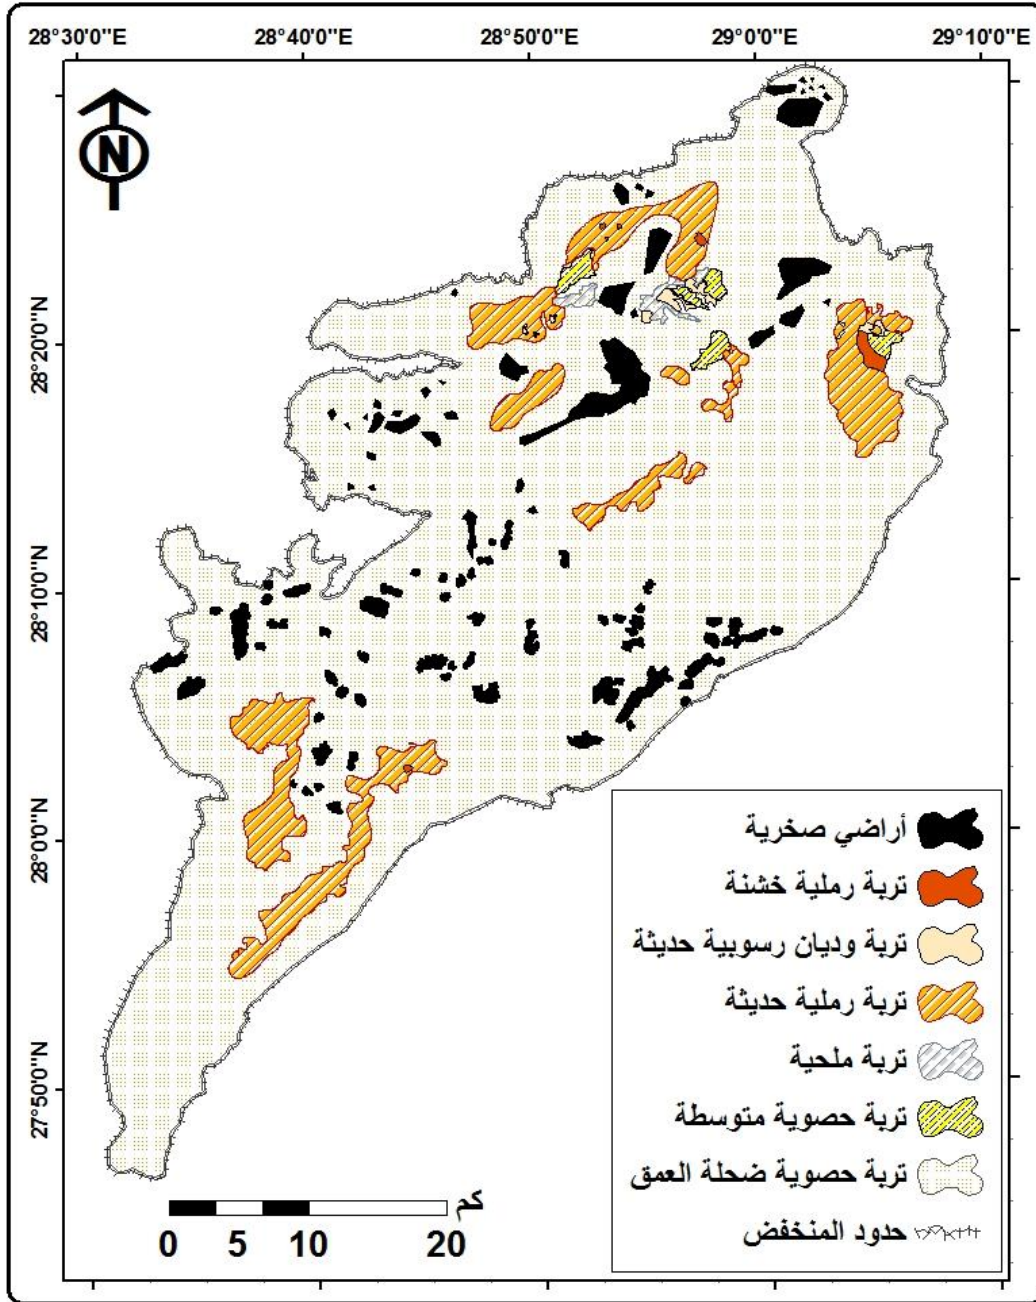 28°30'0"E 28°40'0"E 28°50'0"E 29°0'0"E 29°10'0"E
N
28°20'0"N
28°10'0"N
28°0'0"N
27°50'0"N
أراضي صخرية
تربة رملية خشنة
تربة وديان رسوبية حديثة
تربة رملية حديثة
تربة ملحية
تربة حصوية متوسطة
تربة حصوية ضحلة العمق
حدود المنخفض
كم
0 5 10 20